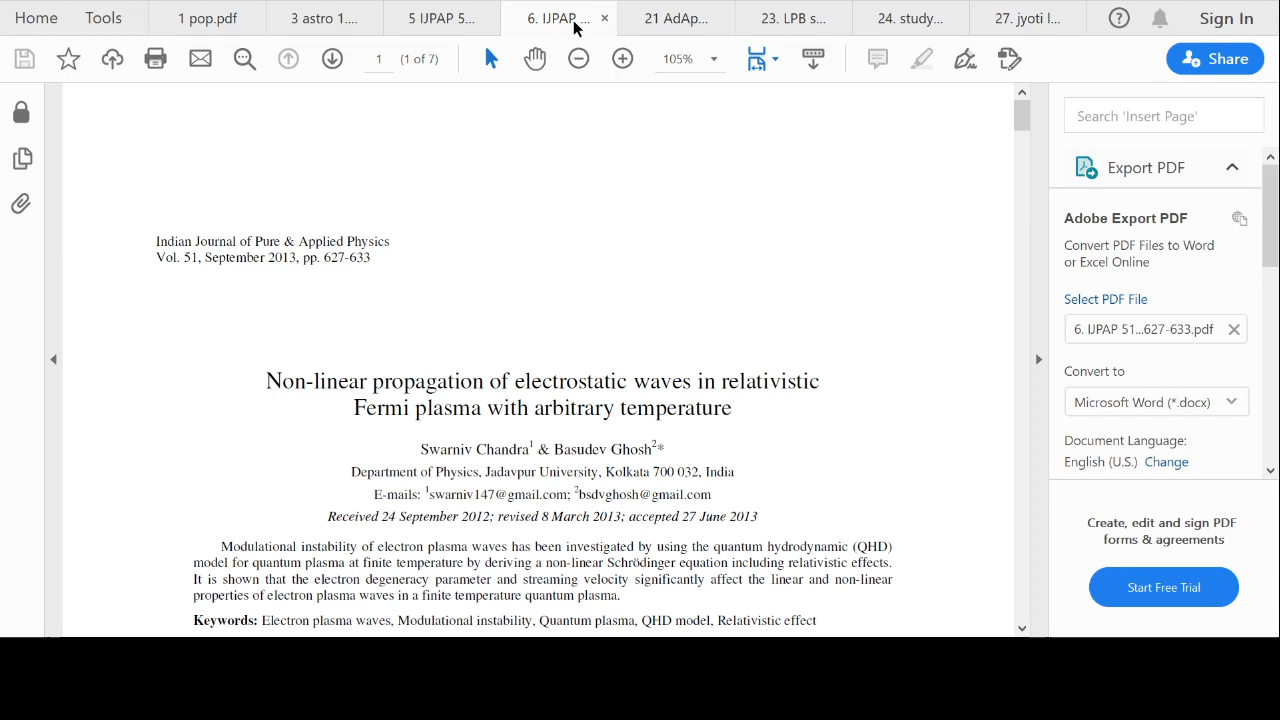 Home Tools 1 pop.pdf 3 astro 1.... 5 IJPAP 5... 6. IJPAP ... × 21 AdAp... 23. LPB s... 24. study... 27. jyoti I... Sign In
1 (1 of 7) 105% Share
Search 'Insert Page'
Export PDF
Adobe Export PDF
Convert PDF Files to Word
or Excel Online
Select PDF File
6. IJPAP 51...627-633.pdf
Convert to
Microsoft Word (*.docx)
Document Language:
English (U.S.) Change
Create, edit and sign PDF
forms & agreements
Start Free Trial
Indian Journal of Pure & Applied Physics
Vol. 51, September 2013, pp. 627-633
Non-linear propagation of electrostatic waves in relativistic
Fermi plasma with arbitrary temperature
Swarniv Chandra1 & Basudev Ghosh2*
Department of Physics, Jadavpur University, Kolkata 700 032, India
E-mails: 1swarniv147@gmail.com; 2bsdvghosh@gmail.com
Received 24 September 2012; revised 8 March 2013; accepted 27 June 2013
Modulational instability of electron plasma waves has been investigated by using the quantum hydrodynamic (QHD)
model for quantum plasma at finite temperature by deriving a non-linear Schrödinger equation including relativistic effects.
It is shown that the electron degeneracy parameter and streaming velocity significantly affect the linear and non-linear
properties of electron plasma waves in a finite temperature quantum plasma.
Keywords: Electron plasma waves, Modulational instability, Quantum plasma, QHD model, Relativistic effect